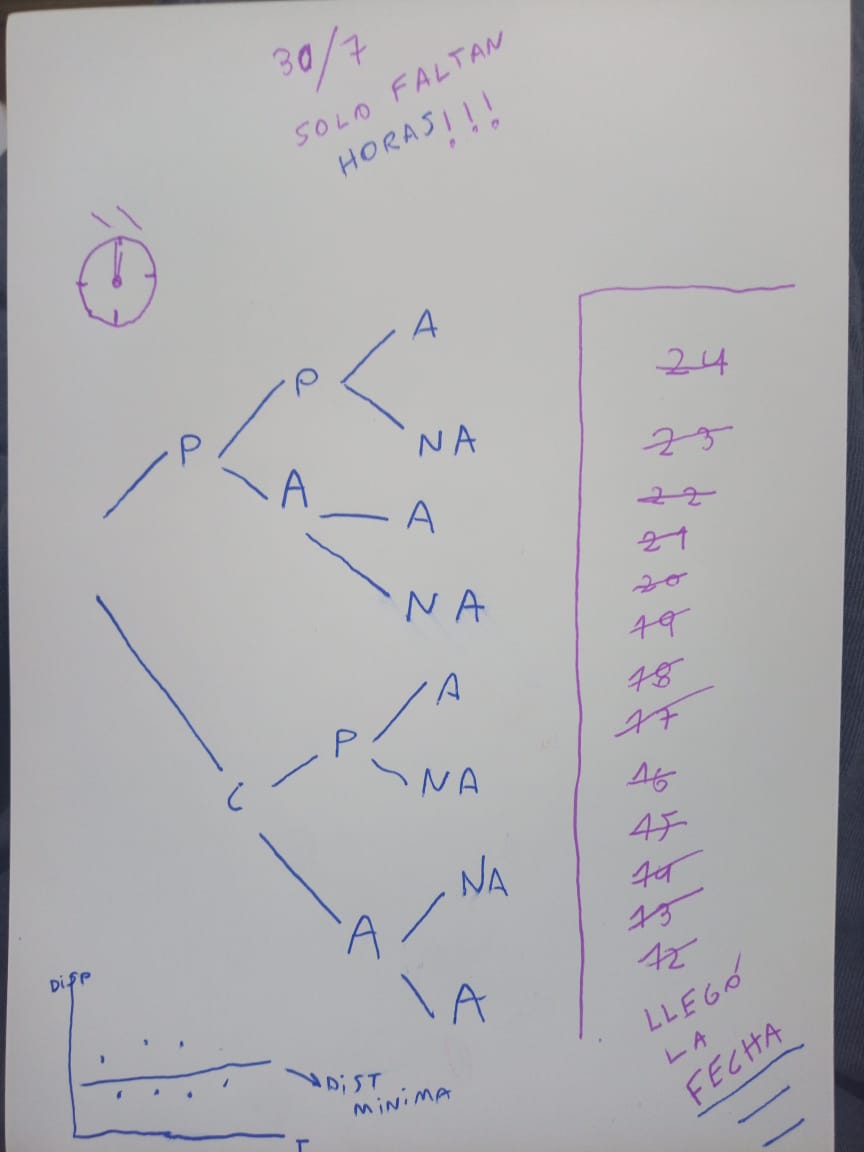 30/7
SOLO FALTAN
HORAS!!!
A
P
NA
P
A
A
NA
A
P
NA
C
NA
A
A
24
23
22
21
20
19
18
17
16
15
14
13
12
LLEGÓ
LA
FECHA
DISP
DIST
MINIMA
T